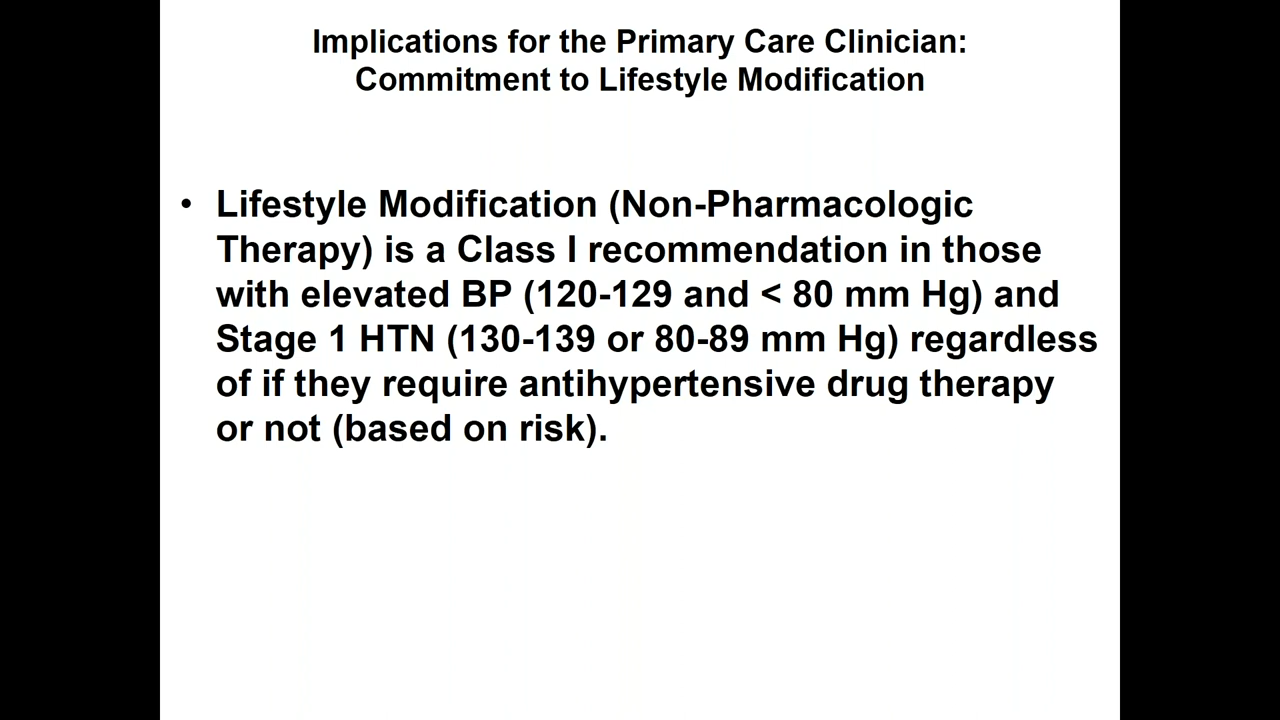 Implications for the Primary Care Clinician:
Commitment to Lifestyle Modification
• Lifestyle Modification (Non-Pharmacologic
Therapy) is a Class I recommendation in those
with elevated BP (120-129 and < 80 mm Hg) and
Stage 1 HTN (130-139 or 80-89 mm Hg) regardless
of if they require antihypertensive drug therapy
or not (based on risk).